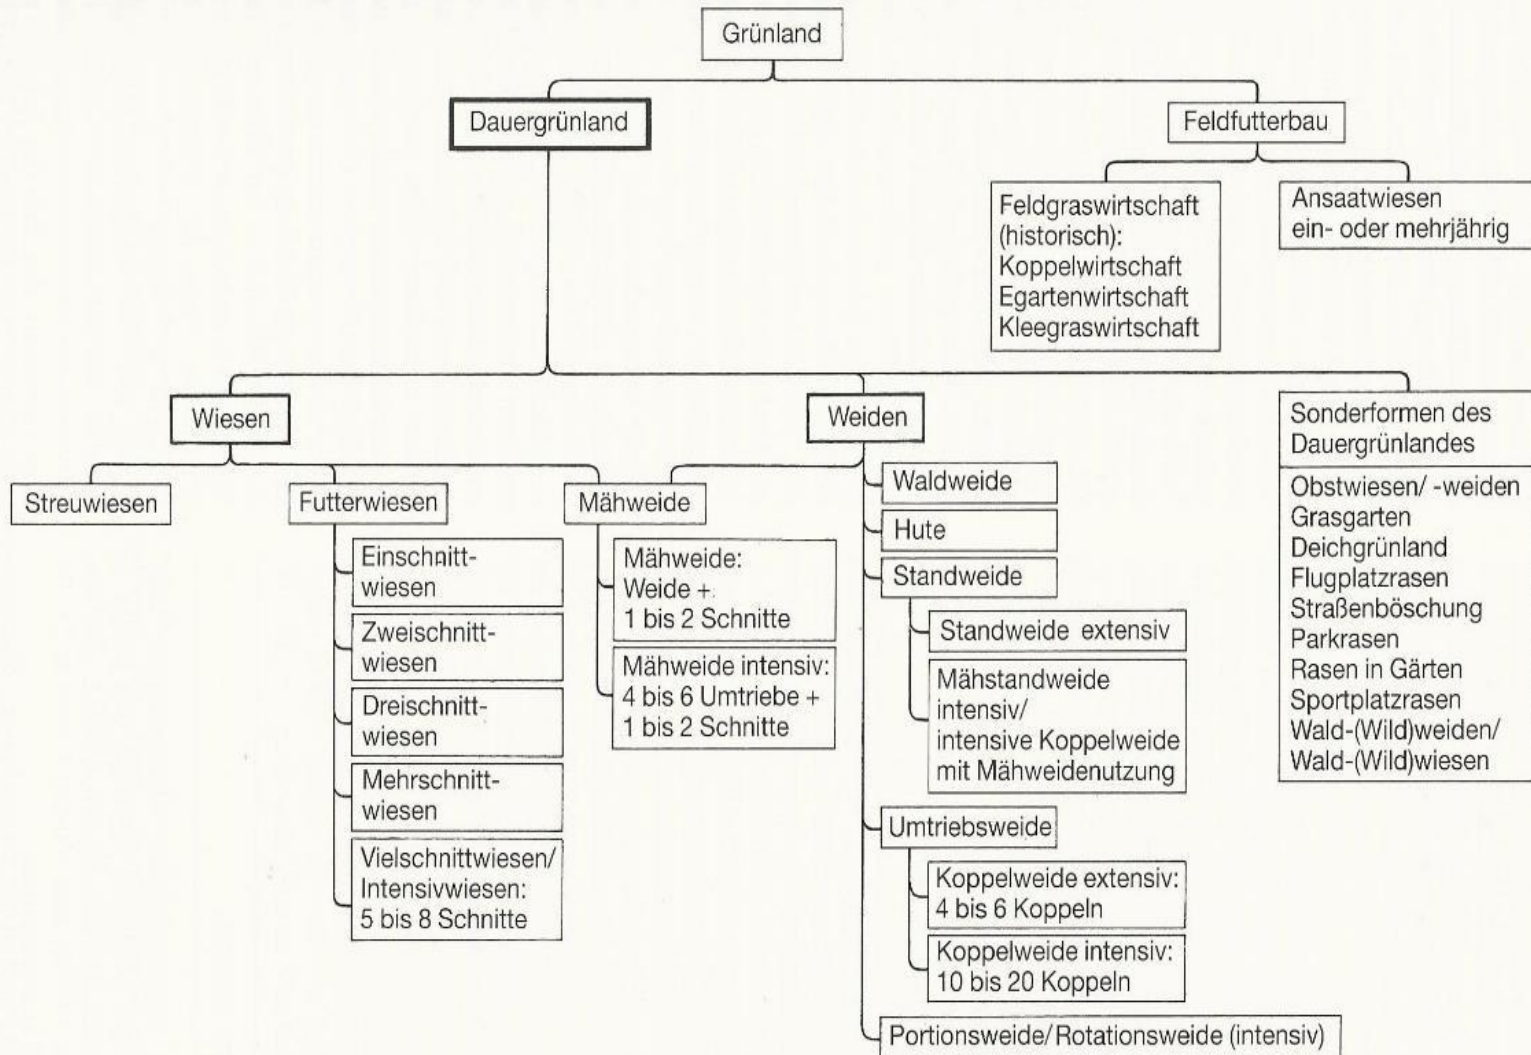 Grünland
Dauergrünland
Feldfutterbau
Feldgraswirtschaft
(historisch):
Koppelwirtschaft
Egartenwirtschaft
Kleegraswirtschaft
Ansaatwiesen
ein- oder mehrjährig
Wiesen
Weiden
Sonderformen des
Dauergrünlandes
Obstwiesen/ -weiden
Grasgarten
Deichgrünland
Flugplatzrasen
Straßenböschung
Parkrasen
Rasen in Gärten
Sportplatzrasen
Wald-(Wild)weiden/
Wald-(Wild)wiesen
Streuwiesen
Futterwiesen
Mähweide
Einschnitt-
wiesen
Zweischnitt-
wiesen
Dreischnitt-
wiesen
Mehrschnitt-
wiesen
Vielschnittwiesen/
Intensivwiesen:
5 bis 8 Schnitte
Mähweide:
Weide +
1 bis 2 Schnitte
Mähweide intensiv:
4 bis 6 Umtriebe +
1 bis 2 Schnitte
Waldweide
Hute
Standweide
Standweide extensiv
Mähstandweide
intensiv/
intensive Koppelweide
mit Mähweidenutzung
Umtriebsweide
Koppelweide extensiv:
4 bis 6 Koppeln
Koppelweide intensiv:
10 bis 20 Koppeln
Portionsweide/Rotationsweide (intensiv)